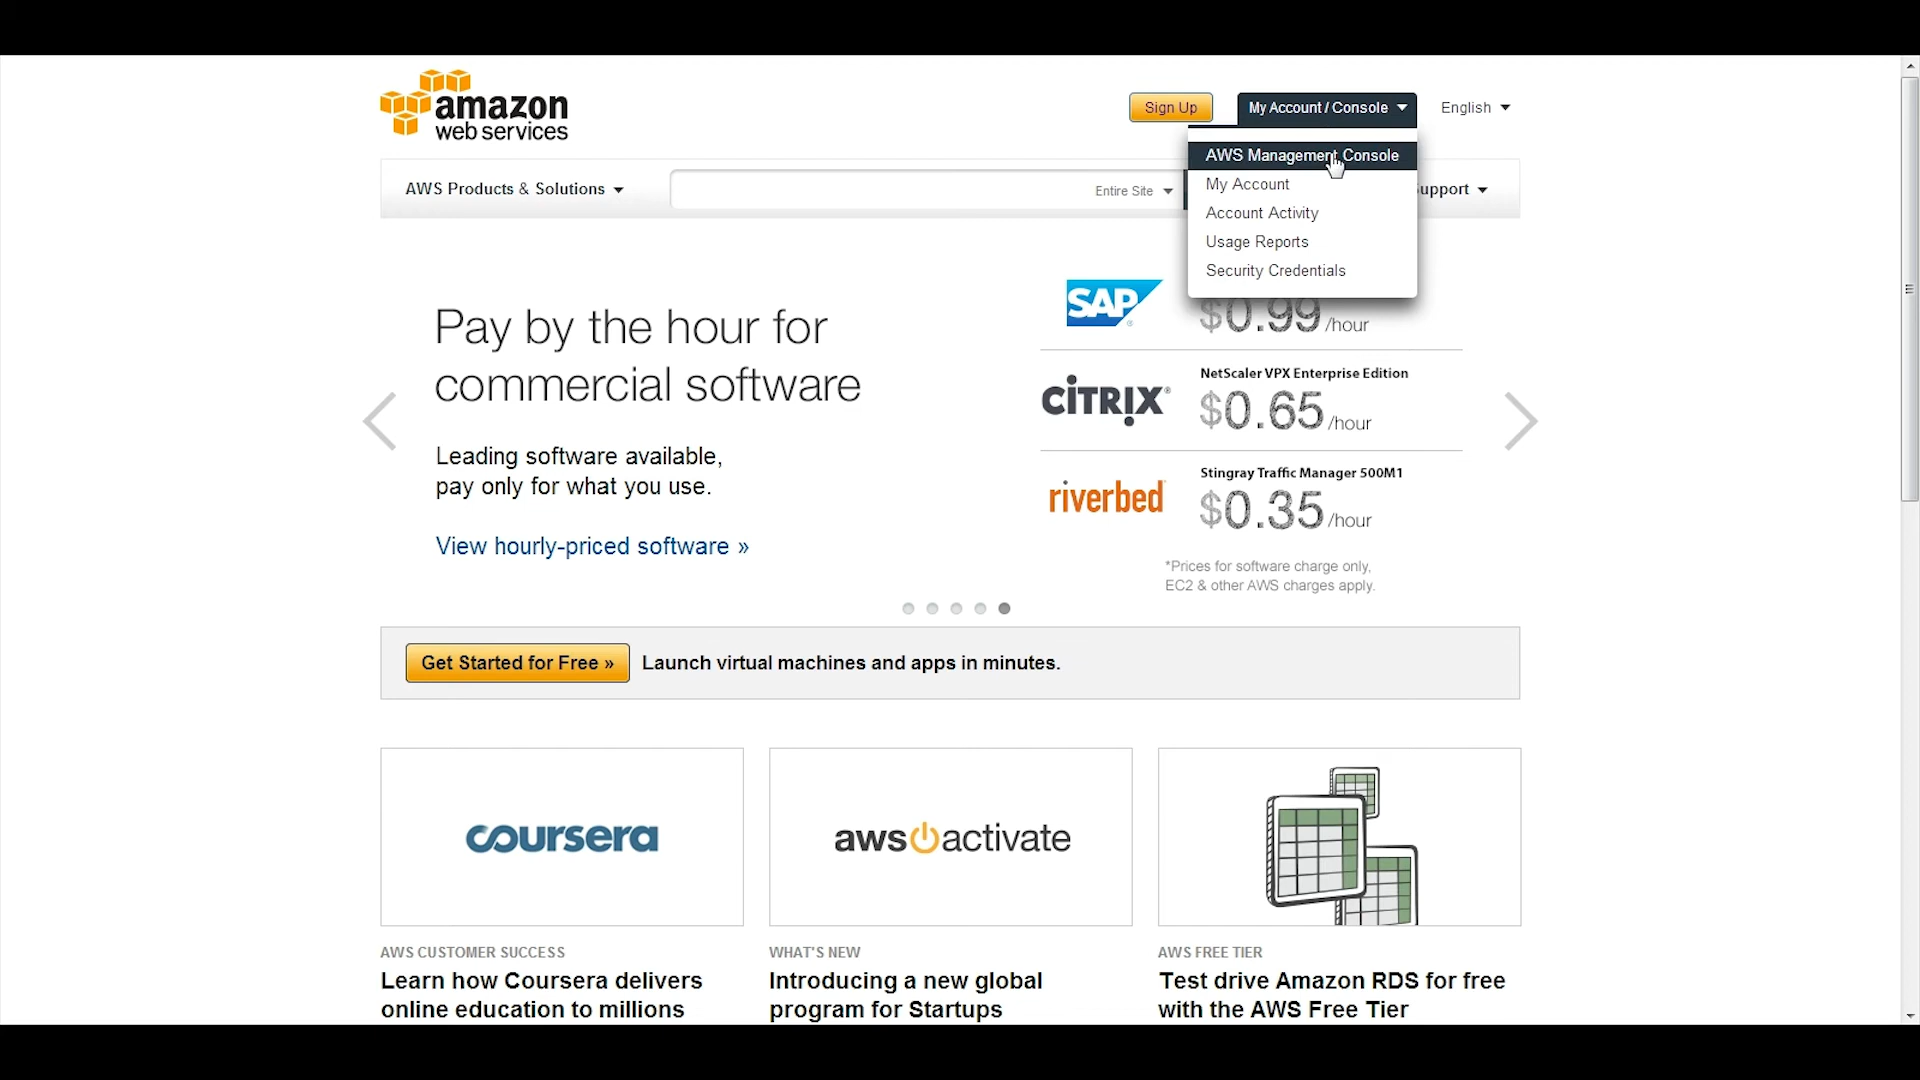 amazon
web services
Sign Up
My Account / Console
English
AWS Management Console
My Account
Account Activity
Usage Reports
Security Credentials
AWS Products & Solutions
Entire Site
upport
Pay by the hour for
commercial software
Leading software available,
pay only for what you use.
View hourly-priced software »
SAP
$0.99 /hour
CITRIX
NetScaler VPX Enterprise Edition
$0.65 /hour
riverbed
Stingray Traffic Manager 500M1
$0.35 /hour
*Prices for software charge only,
EC2 & other AWS charges apply.
Get Started for Free »
Launch virtual machines and apps in minutes.
coursera
aws activate
AWS CUSTOMER SUCCESS
Learn how Coursera delivers
online education to millions
WHAT'S NEW
Introducing a new global
program for Startups
AWS FREE TIER
Test drive Amazon RDS for free
with the AWS Free Tier